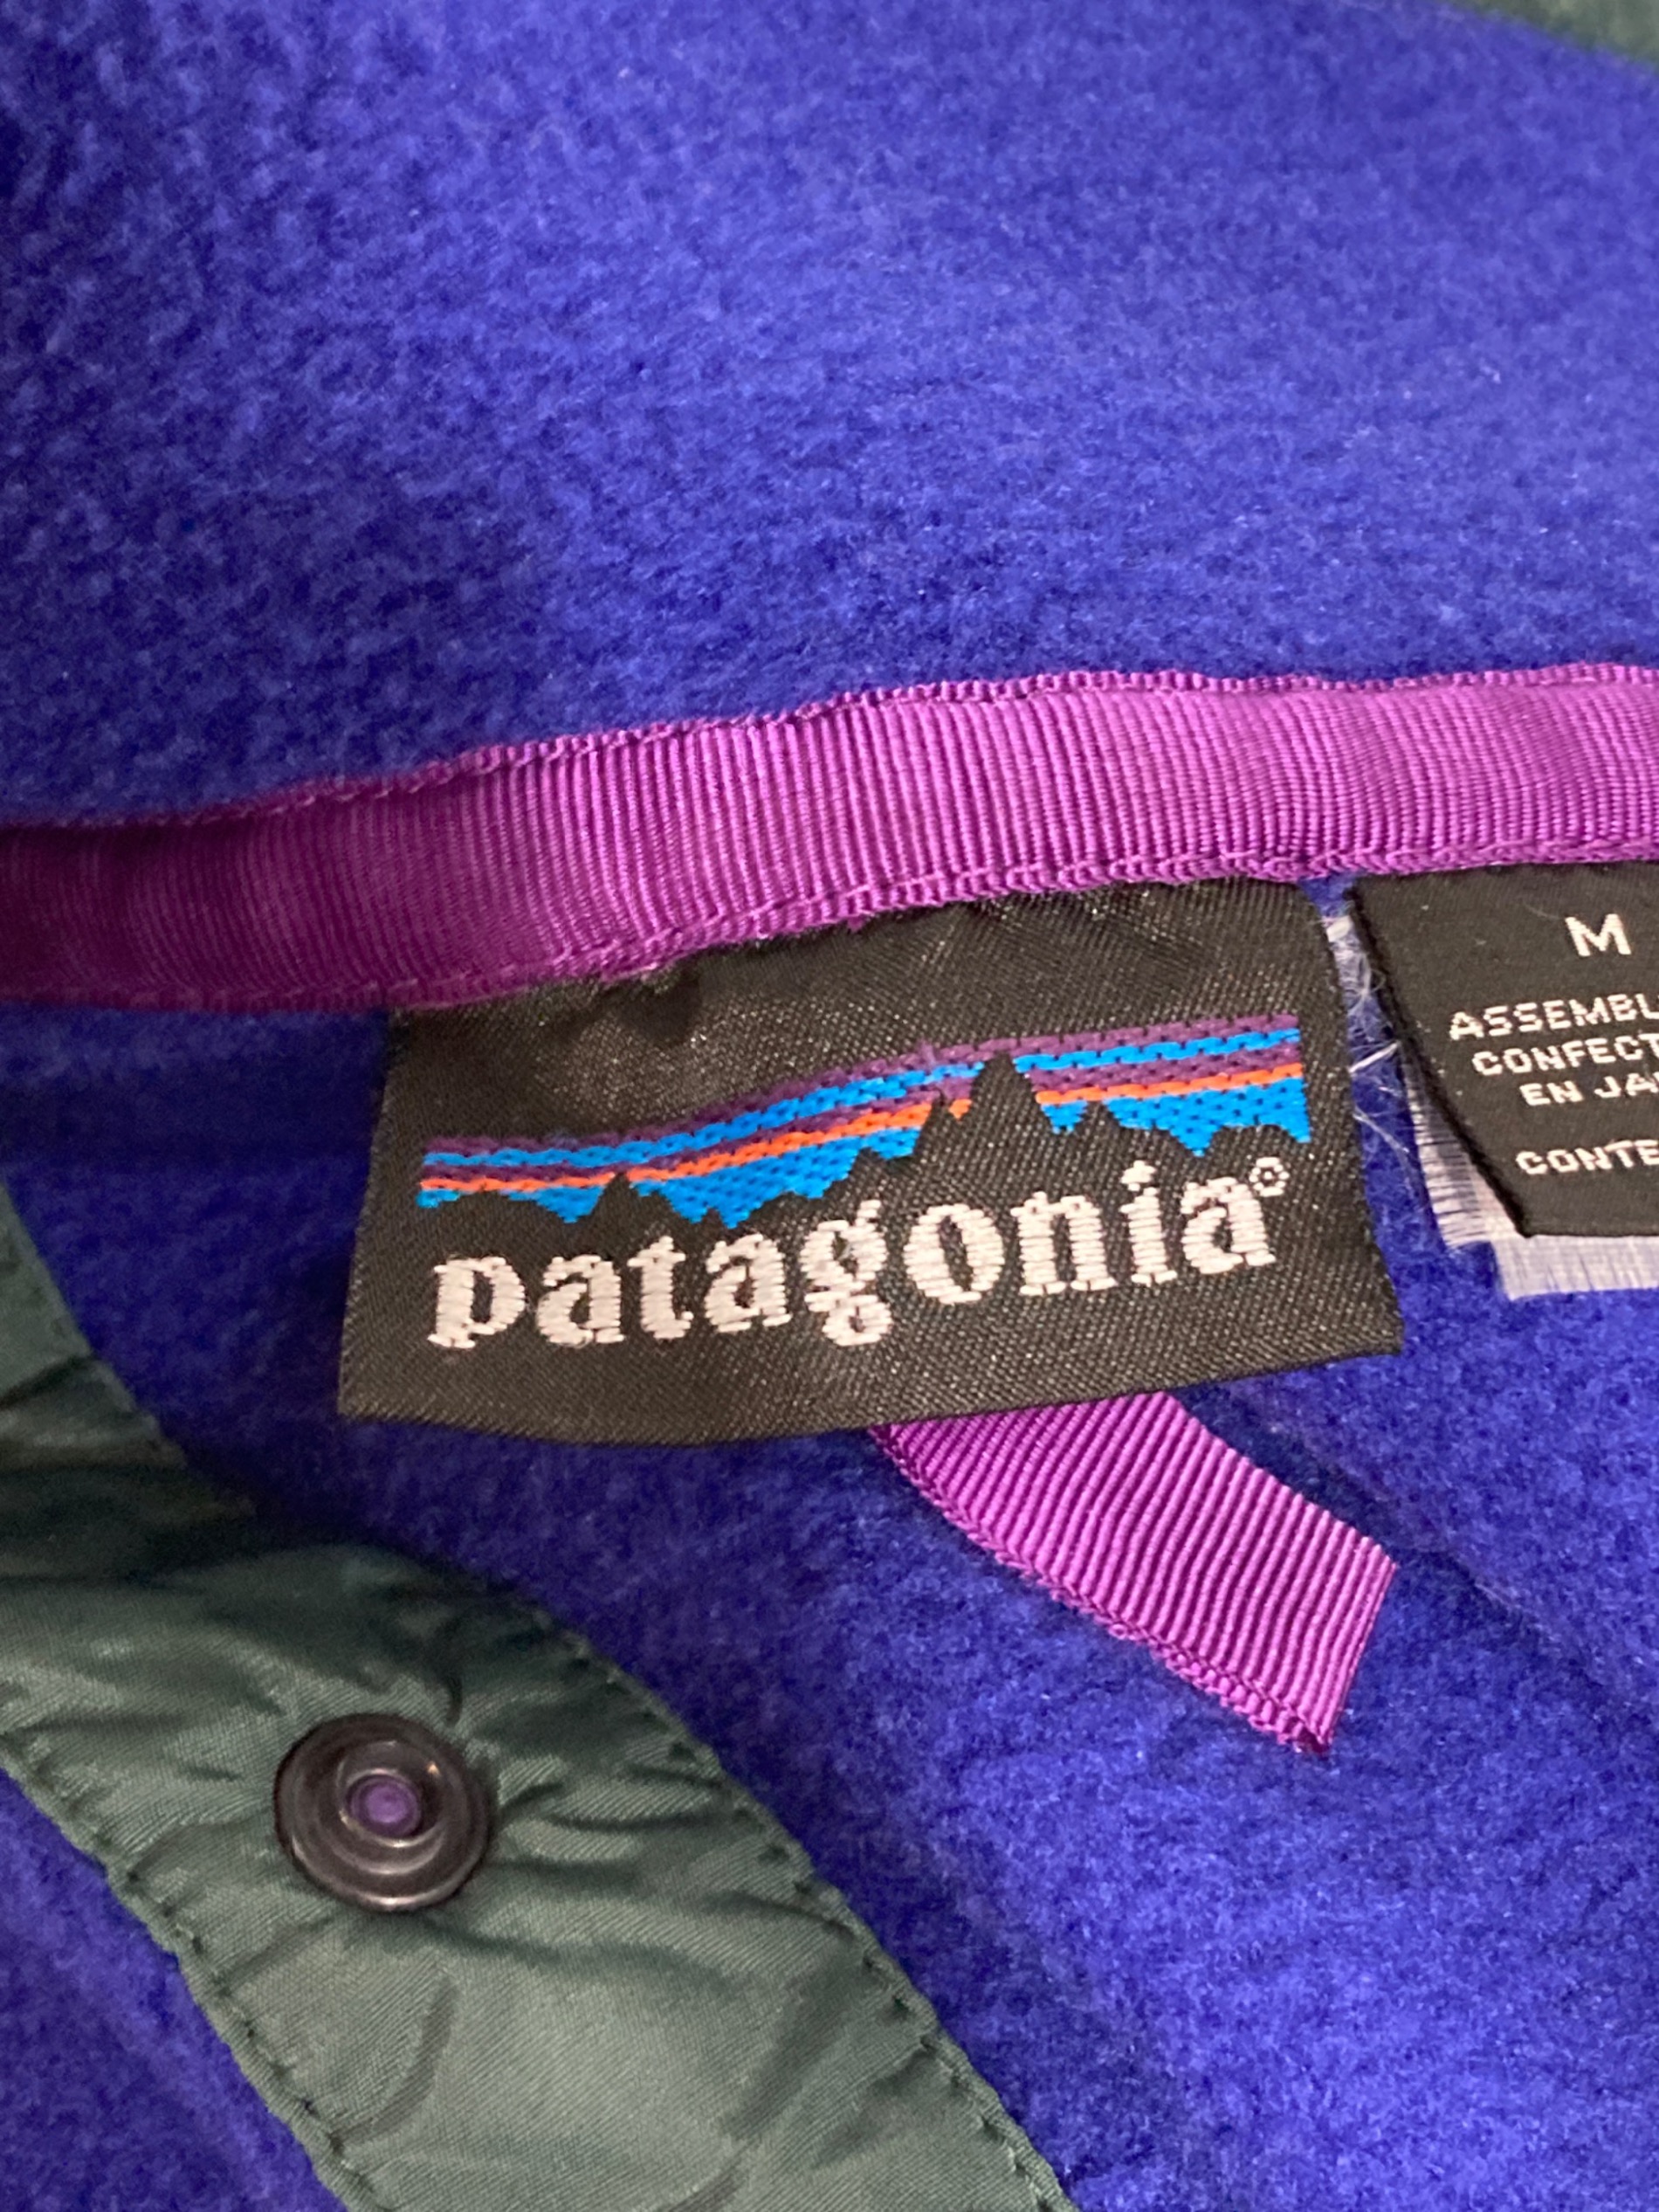 patagonia®
M
ASSEMBL
CONFECT
EN JA
CONTE